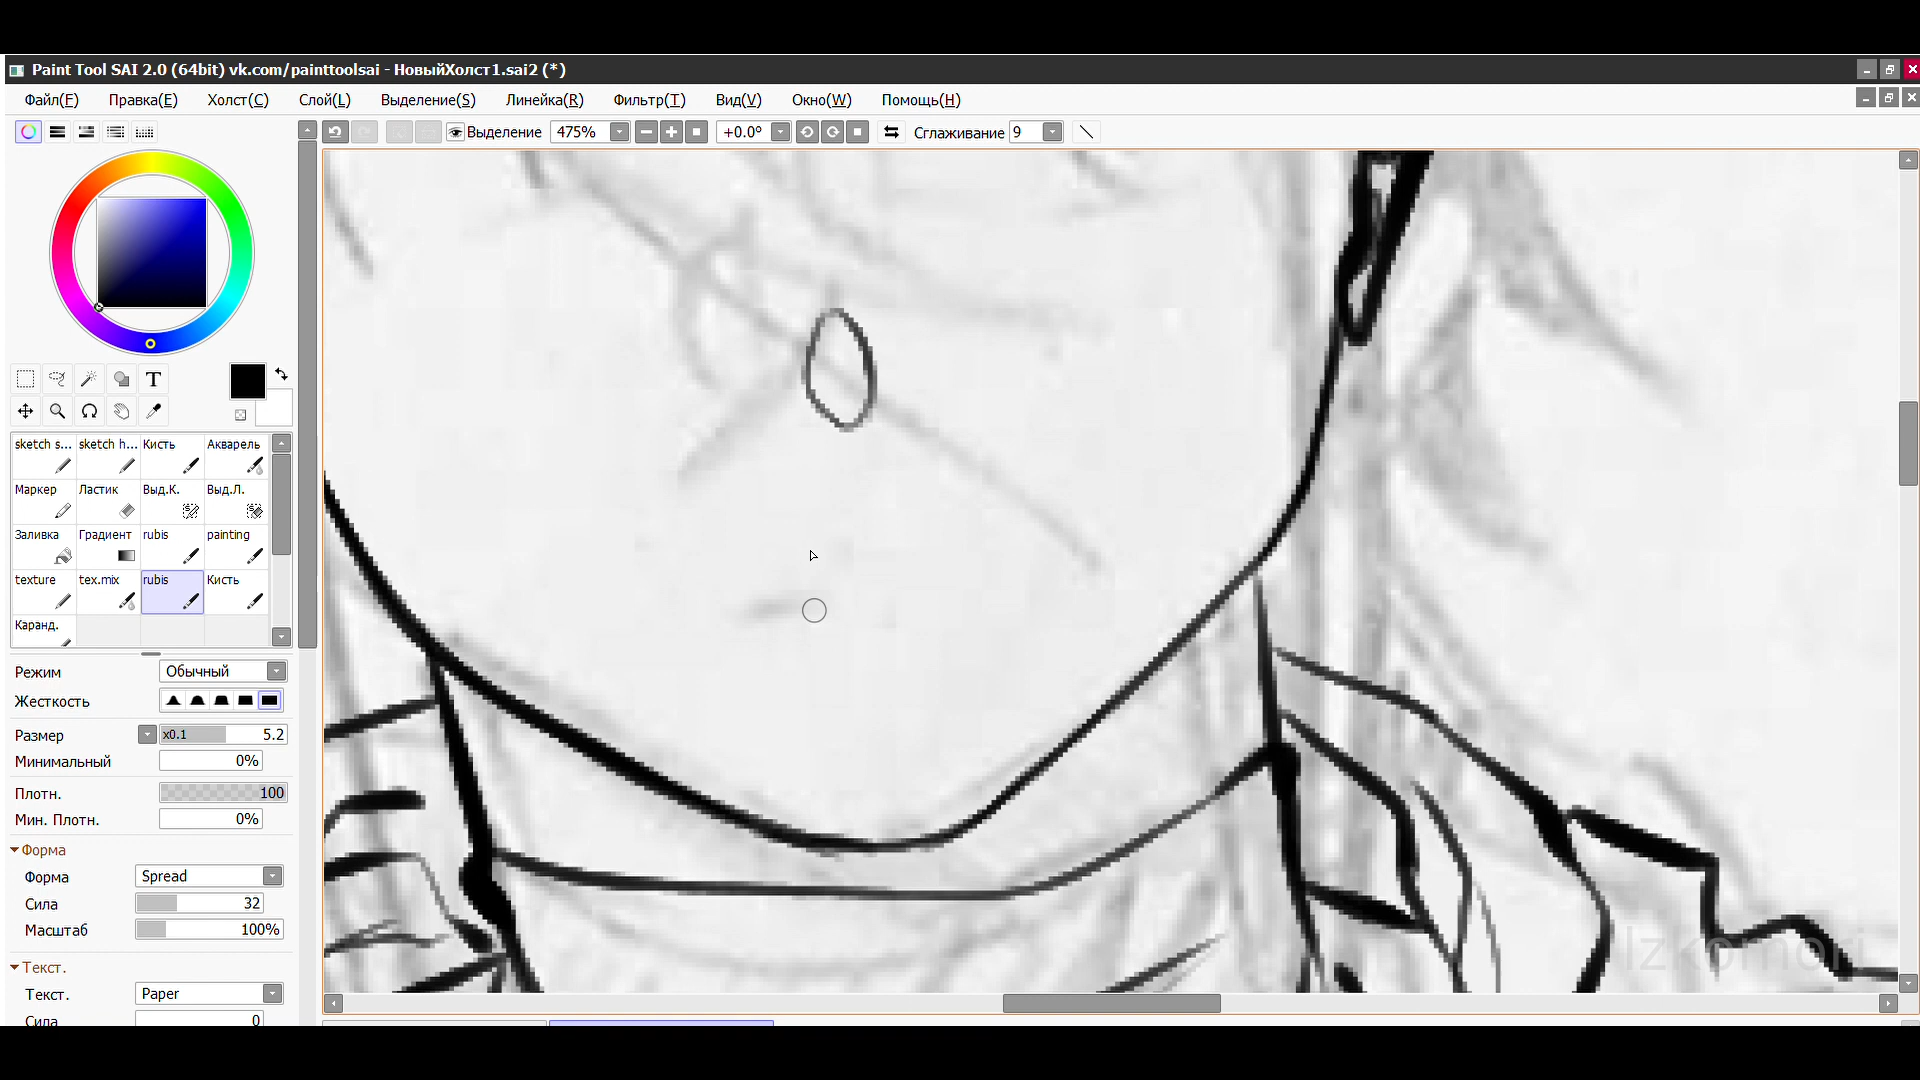 Paint Tool SAI 2.0 (64bit) vk.com/painttoolsai - НовыйХолст1.sai2 (*)
Файл(F) Правка(E) Холст(C) Слой(L) Выделение(S) Линейка(R) Фильтр(T) Вид(V) Окно(W) Помощь(H)
Выделение 475% +0.0º Сглаживание 9
T
sketch s... sketch h... Кисть Акварель
Маркер Ластик Выд.К. Выд.Л.
Заливка Градиент rubis painting
texture tex.mix rubis Кисть
Каранд.
Режим Обычный
Жесткость
Размер x0.1 5.2
Минимальный 0%
Плотн. 100
Мин. Плотн. 0%
Форма
Форма Spread
Сила 32
Масштаб 100%
Текст.
Текст. Paper
Сила 0
Izkomori